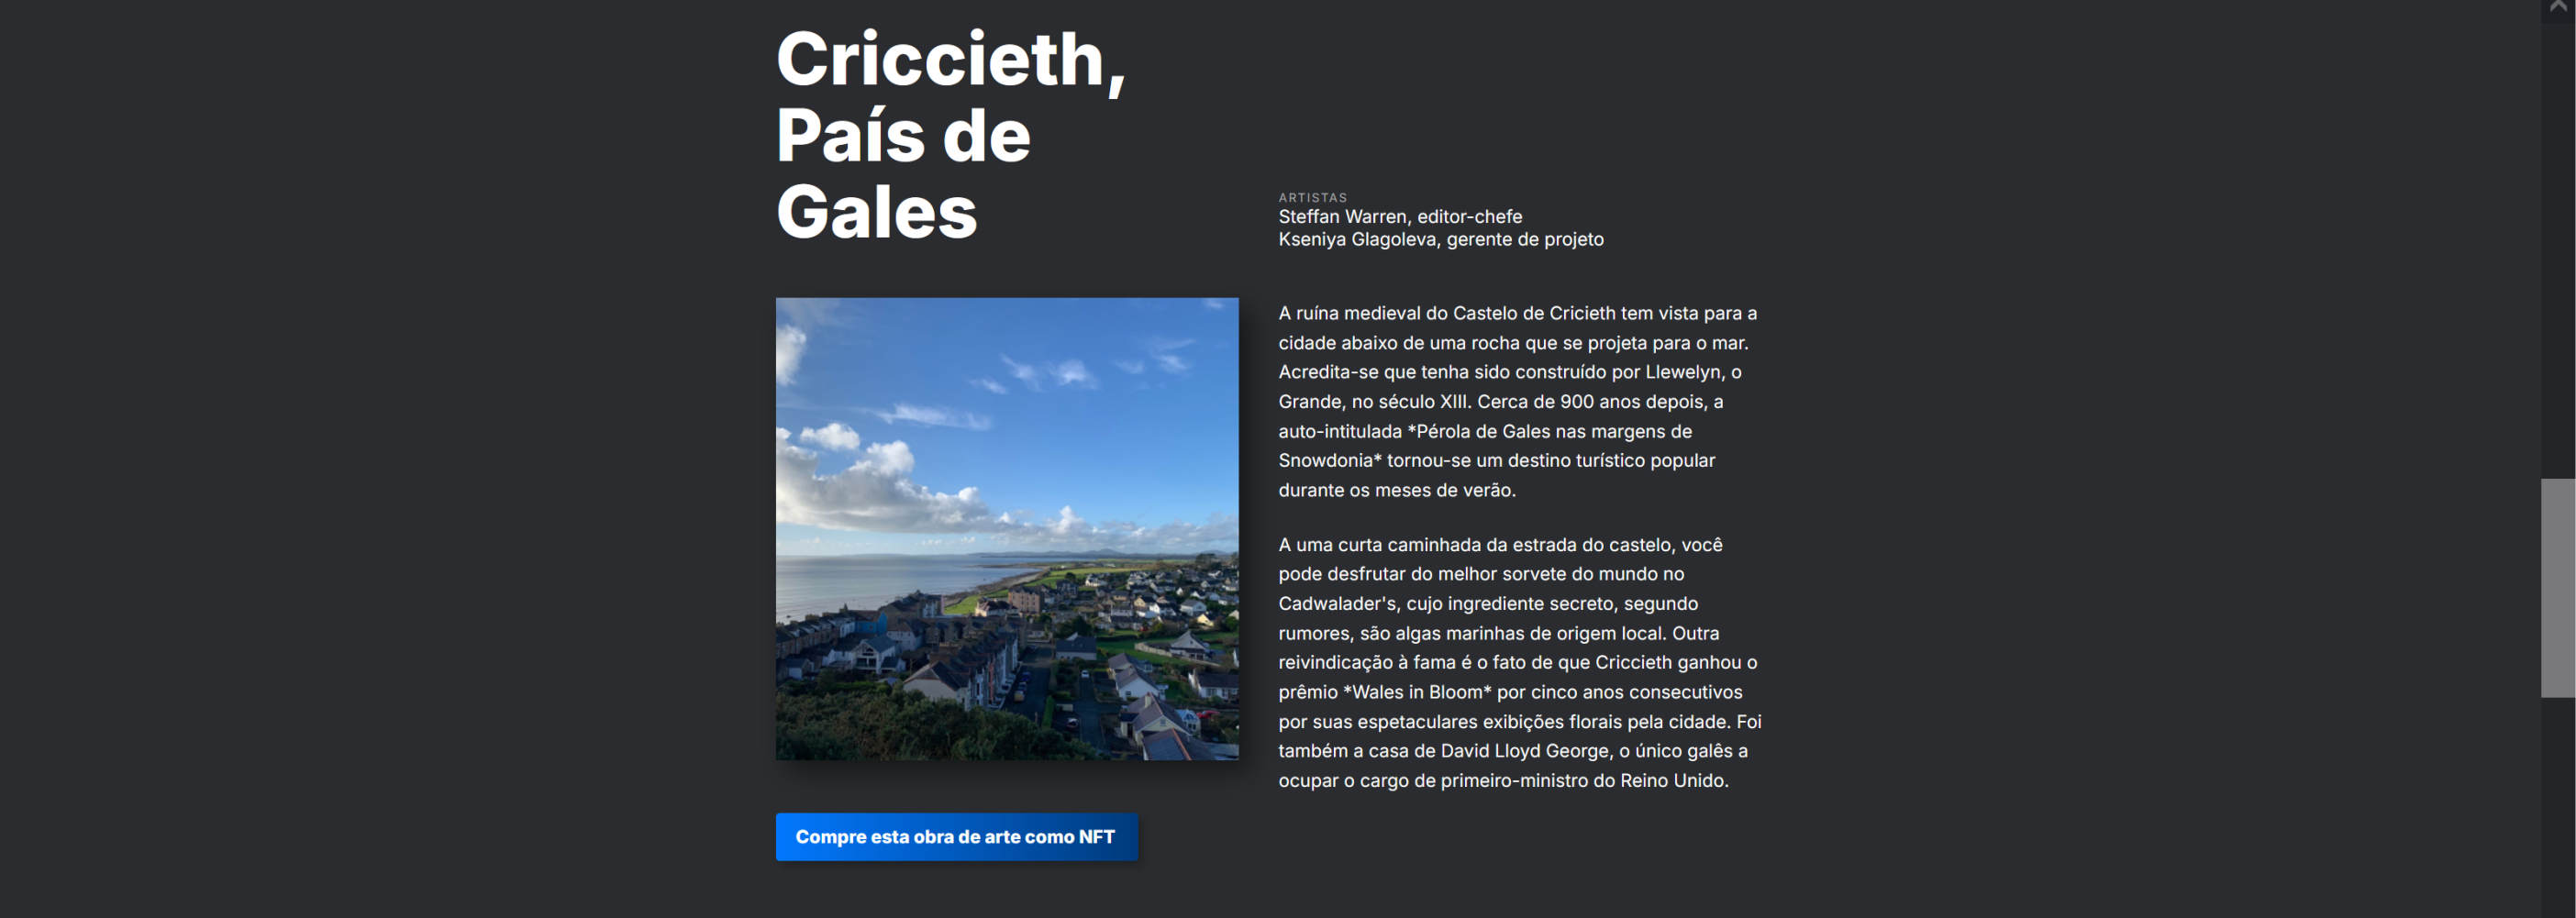 Criccieth,
País de
Gales
ARTISTAS
Steffan Warren, editor-chefe
Kseniya Glagoleva, gerente de projeto
A ruína medieval do Castelo de Cricieth tem vista para a
cidade abaixo de uma rocha que se projeta para o mar.
Acredita-se que tenha sido construído por Llewelyn, o
Grande, no século XIII. Cerca de 900 anos depois, a
auto-intitulada *Pérola de Gales nas margens de
Snowdonia* tornou-se um destino turístico popular
durante os meses de verão.
A uma curta caminhada da estrada do castelo, você
pode desfrutar do melhor sorvete do mundo no
Cadwalader's, cujo ingrediente secreto, segundo
rumores, são algas marinhas de origem local. Outra
reivindicação à fama é o fato de que Criccieth ganhou o
prêmio *Wales in Bloom* por cinco anos consecutivos
por suas espetaculares exibições florais pela cidade. Foi
também a casa de David Lloyd George, o único galês a
ocupar o cargo de primeiro-ministro do Reino Unido.
Compre esta obra de arte como NFT